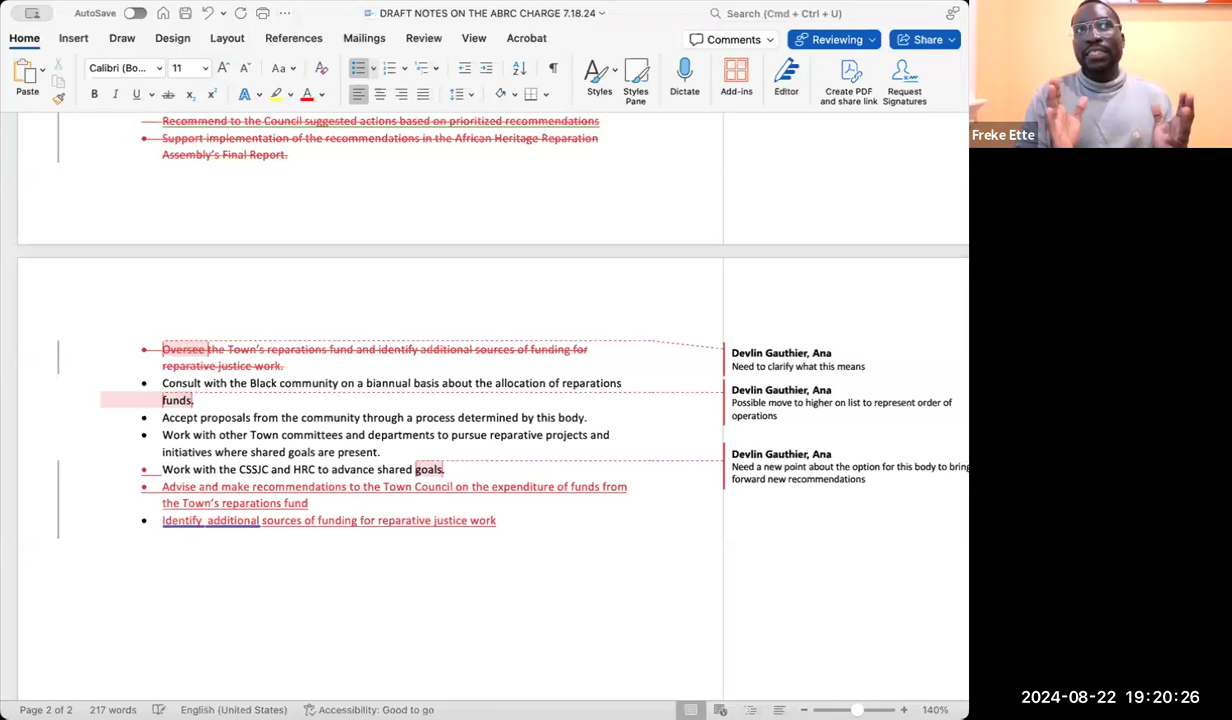 AutoSave
DRAFT NOTES ON THE ABRC CHARGE 7.18.24
Search (Cmd + Ctrl + U)
Home Insert Draw Design Layout References Mailings Review View Acrobat
Comments Reviewing Share
Paste
Calibri (Bo... 11
Aa
B I U ab x2 x2 A A
Styles
Styles Pane
Dictate
Add-ins
Editor
Create PDF and share link
Request Signatures
Freke Ette
Recommend to the Council suggested actions based on prioritized recommendations
• Support implementation of the recommendations in the African Heritage Reparation
Assembly's Final Report.
• Oversee the Town's reparations fund and identify additional sources of funding for
reparative justice work.
• Consult with the Black community on a biannual basis about the allocation of reparations
funds.
• Accept proposals from the community through a process determined by this body.
• Work with other Town committees and departments to pursue reparative projects and
initiatives where shared goals are present.
• Work with the CSSJC and HRC to advance shared goals.
• Advise and make recommendations to the Town Council on the expenditure of funds from
the Town's reparations fund
• Identify additional sources of funding for reparative justice work
Devlin Gauthier, Ana
Need to clarify what this means
Devlin Gauthier, Ana
Possible move to higher on list to represent order of
operations
Devlin Gauthier, Ana
Need a new point about the option for this body to bring
forward new recommendations
2024-08-22 19:20:26
Page 2 of 2 217 words English (United States) Accessibility: Good to go 140%